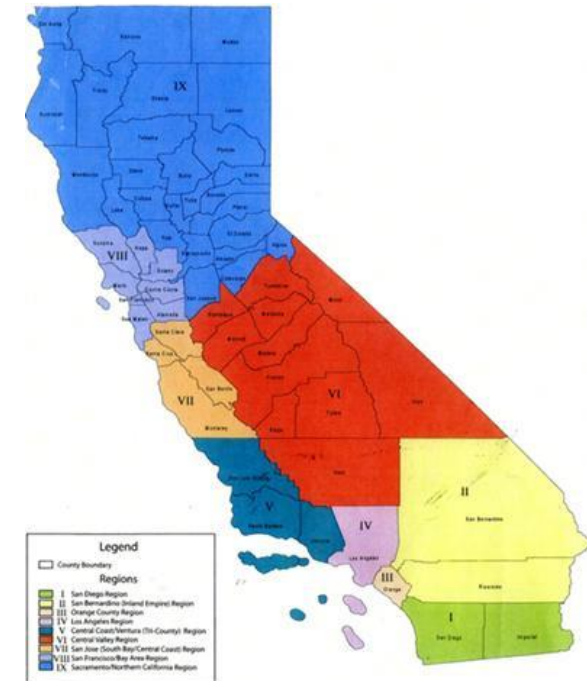 Del Norte
Siskiyou
Modoc
Trinity
Shasta
IX
Lassen
Humboldt
Tehama
Plumas
Mendocino
Glenn
Butte
Sierra
Colusa
Yuba
Nevada
Lake
Placer
Yolo
El Dorado
Sonoma
Napa
Sacramento
Alpine
VIII
Solano
Amador
Marin
Contra Costa
Calaveras
San Francisco
San Joaquin
Tuolumne
Mono
San Mateo
Alameda
Stanislaus
Santa Clara
Mariposa
Merced
Santa Cruz
Madera
San Benito
Fresno
VII
VI
Inyo
Tulare
Monterey
Kings
San Luis Obispo
Kern
II
V
Santa Barbara
IV
San Bernardino
Ventura
Los Angeles
III
Orange
Riverside
I
San Diego
Imperial
Legend
County Boundary
Regions
I San Diego Region
II San Bernardino (Inland Empire) Region
III Orange County Region
IV Los Angeles Region
V Central Coast/Ventura (Tri-County) Region
VI Central Valley Region
VII San Jose (South Bay/Central Coast) Region
VIII San Francisco/Bay Area Region
IX Sacramento/Northern California Region